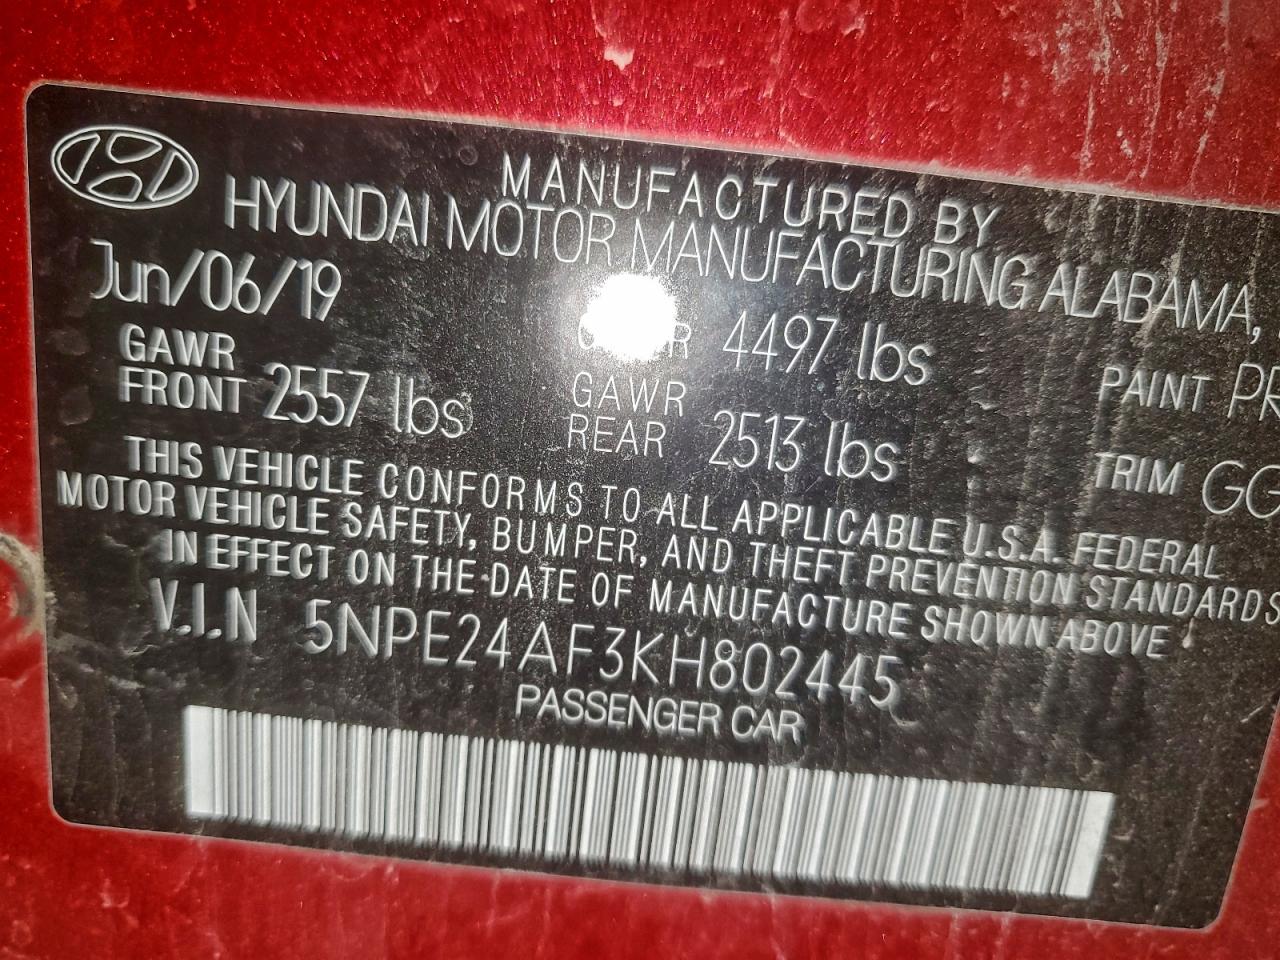 MANUFACTURED BY
HYUNDAI MOTOR MANUFACTURING ALABAMA,
Jun/06/19 4497 lbs
GAWR FRONT 2557 lbs GAWR REAR 2513 lbs
PAINT PR
TRIM GG
THIS VEHICLE CONFORMS TO ALL APPLICABLE U.S.A. FEDERAL
MOTOR VEHICLE SAFETY, BUMPER, AND THEFT PREVENTION STANDARDS
IN EFFECT ON THE DATE OF MANUFACTURE SHOWN ABOVE
V.I.N 5NPE24AF3KH802445
PASSENGER CAR